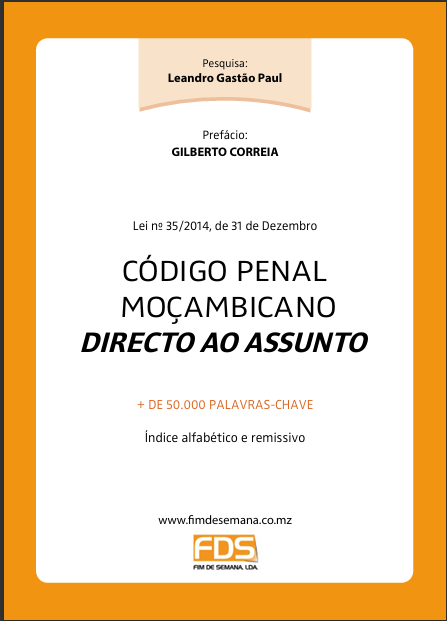 Pesquisa:
Leandro Gastão Paul
Prefácio:
GILBERTO CORREIA
Lei nº 35/2014, de 31 de Dezembro
CÓDIGO PENAL
MOÇAMBICANO
DIRECTO AO ASSUNTO
+ DE 50.000 PALAVRAS-CHAVE
Índice alfabético e remissivo
www.fimdesemana.co.mz
FDS
FIM DE SEMANA, LDA.